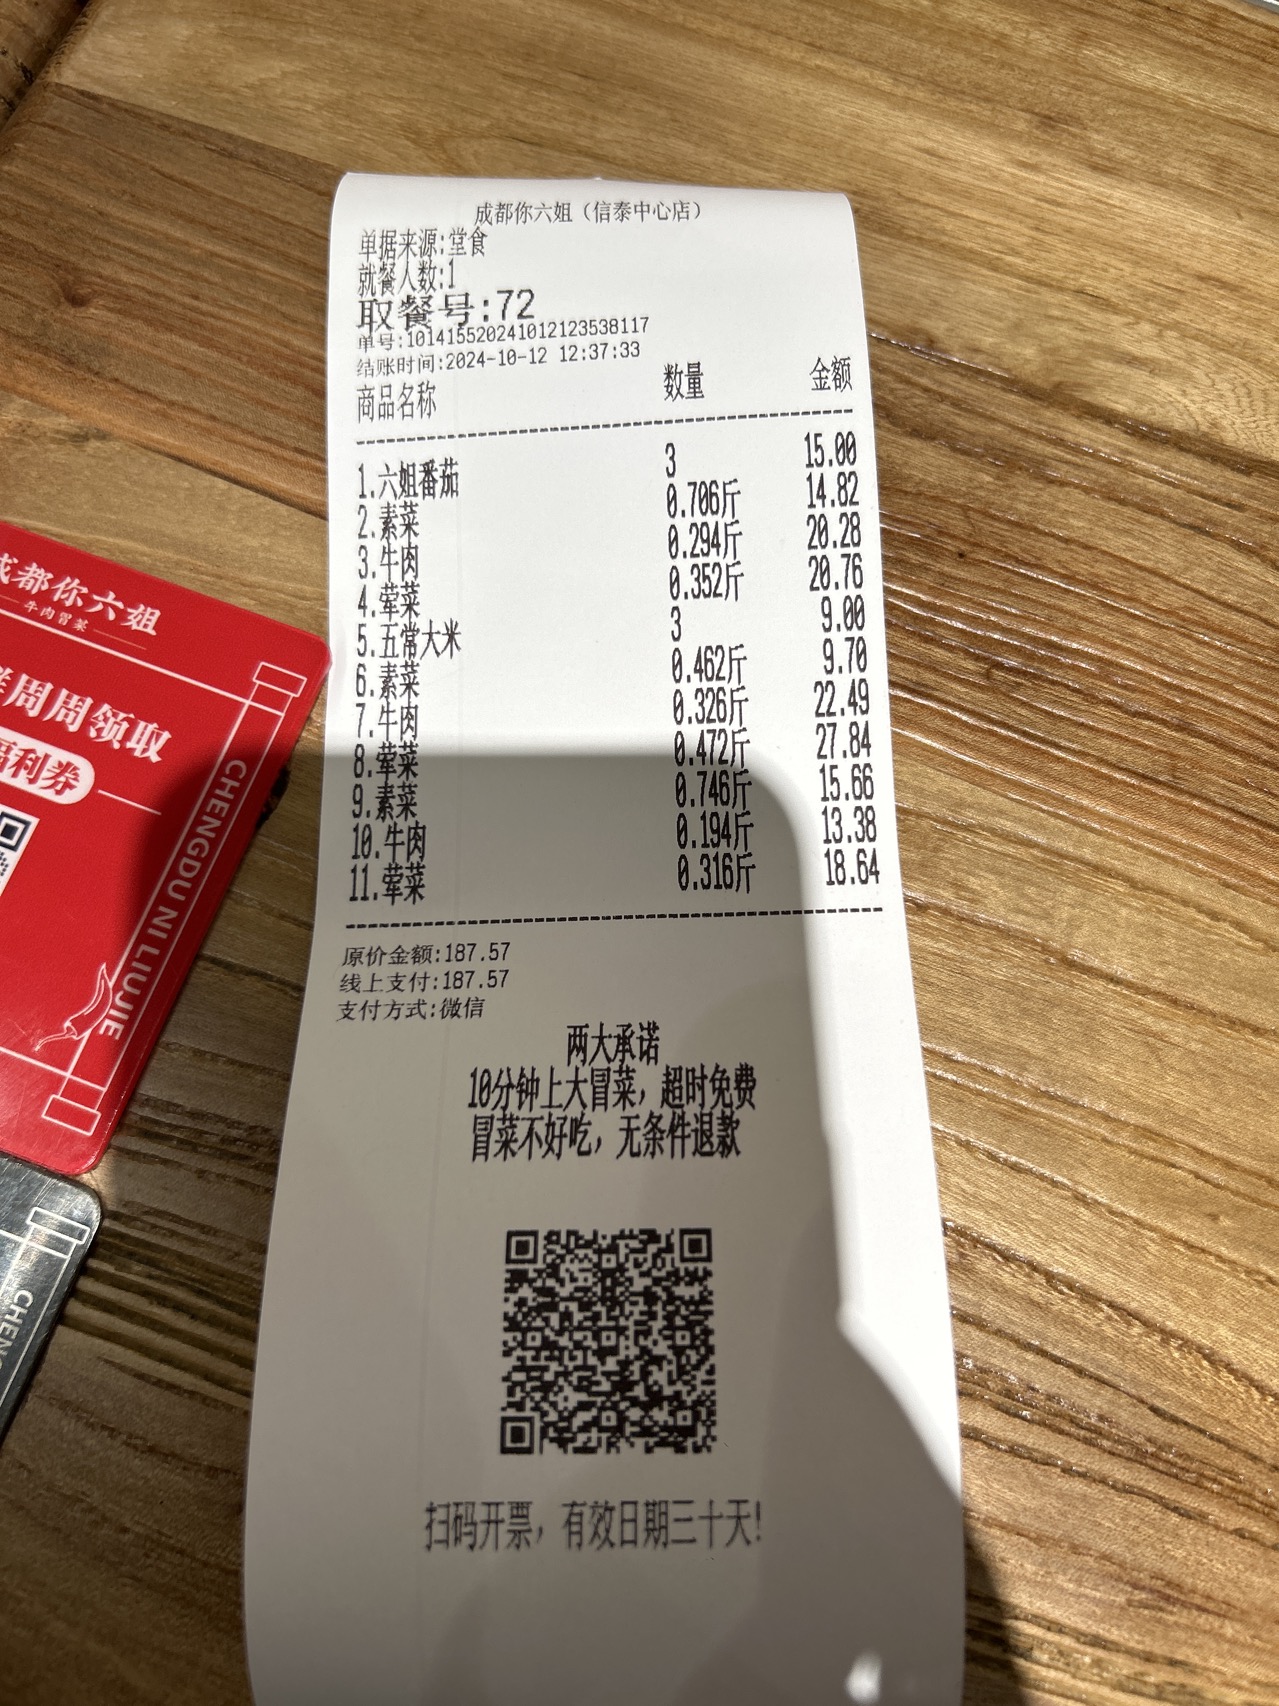 成都你六姐（信泰中心店）
单据来源:堂食
就餐人数:1
取餐号:72
单号:101415520241012123538117
结账时间:2024-10-12 12:37:33
商品名称 数量 金额
1.六姐番茄 3 15.00
2.素菜 0.706斤 14.82
3.牛肉 0.294斤 20.28
4.荤菜 0.352斤 20.76
5.五常大米 3 9.00
6.素菜 0.462斤 9.70
7.牛肉 0.326斤 22.49
8.荤菜 0.472斤 27.84
9.素菜 0.746斤 15.66
10.牛肉 0.194斤 13.38
11.荤菜 0.316斤 18.64
原价金额:187.57
线上支付:187.57
支付方式:微信
两大承诺
10分钟上大冒菜，超时免费
冒菜不好吃，无条件退款
扫码开票，有效日期三十天!
成都你六姐
牛肉冒菜
周周领取
福利券
CHENGDU NI LIUJIE
CHEN